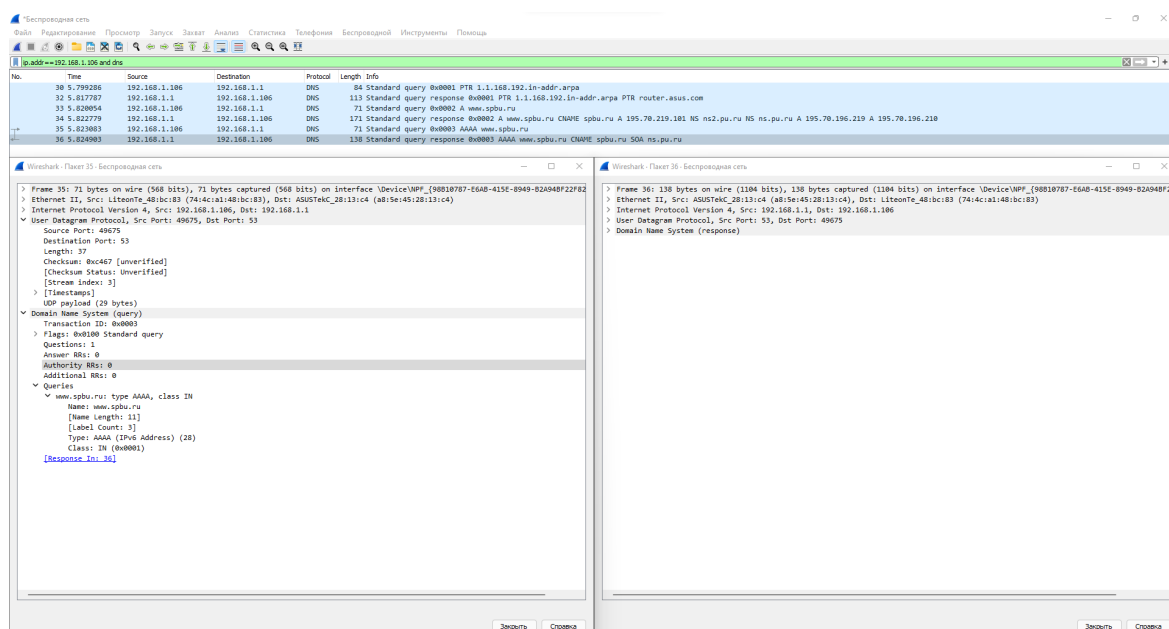 *Беспроводная сеть
Файл Редактирование Просмотр Запуск Захват Анализ Статистика Телефония Беспроводной Инструменты Помощь
ip.addr==192.168.1.106 and dns
No. Time Source Destination Protocol Length Info
30 5.799286 192.168.1.106 192.168.1.1 DNS 84 Standard query 0x0001 PTR 1.1.168.192.in-addr.arpa
32 5.817787 192.168.1.1 192.168.1.106 DNS 113 Standard query response 0x0001 PTR 1.1.168.192.in-addr.arpa PTR router.asus.com
33 5.820054 192.168.1.106 192.168.1.1 DNS 71 Standard query 0x0002 A www.spbu.ru
34 5.822779 192.168.1.1 192.168.1.106 DNS 171 Standard query response 0x0002 A www.spbu.ru CNAME spbu.ru A 195.70.219.101 NS ns2.pu.ru NS ns.pu.ru A 195.70.196.219 A 195.70.196.210
35 5.823083 192.168.1.106 192.168.1.1 DNS 71 Standard query 0x0003 AAAA www.spbu.ru
36 5.824903 192.168.1.1 192.168.1.106 DNS 138 Standard query response 0x0003 AAAA www.spbu.ru CNAME spbu.ru SOA ns.pu.ru
Wireshark · Пакет 35 · Беспроводная сеть
Frame 35: 71 bytes on wire (568 bits), 71 bytes captured (568 bits) on interface \Device\NPF_{98B10787-E6AB-415E-8949-B2A94BF22F82
Ethernet II, Src: LiteonTe_48:bc:83 (74:4c:a1:48:bc:83), Dst: ASUSTekC_28:13:c4 (a8:5e:45:28:13:c4)
Internet Protocol Version 4, Src: 192.168.1.106, Dst: 192.168.1.1
User Datagram Protocol, Src Port: 49675, Dst Port: 53
Source Port: 49675
Destination Port: 53
Length: 37
Checksum: 0xc467 [unverified]
[Checksum Status: Unverified]
[Stream index: 3]
[Timestamps]
UDP payload (29 bytes)
Domain Name System (query)
Transaction ID: 0x0003
Flags: 0x0100 Standard query
Questions: 1
Answer RRs: 0
Authority RRs: 0
Additional RRs: 0
Queries
www.spbu.ru: type AAAA, class IN
Name: www.spbu.ru
[Name Length: 11]
[Label Count: 3]
Type: AAAA (IPv6 Address) (28)
Class: IN (0x0001)
[Response In: 36]
Закрыть Справка
Wireshark · Пакет 36 · Беспроводная сеть
Frame 36: 138 bytes on wire (1104 bits), 138 bytes captured (1104 bits) on interface \Device\NPF_{98B10787-E6AB-415E-8949-B2A94BF2
Ethernet II, Src: ASUSTekC_28:13:c4 (a8:5e:45:28:13:c4), Dst: LiteonTe_48:bc:83 (74:4c:a1:48:bc:83)
Internet Protocol Version 4, Src: 192.168.1.1, Dst: 192.168.1.106
User Datagram Protocol, Src Port: 53, Dst Port: 49675
Domain Name System (response)
Закрыть Справка